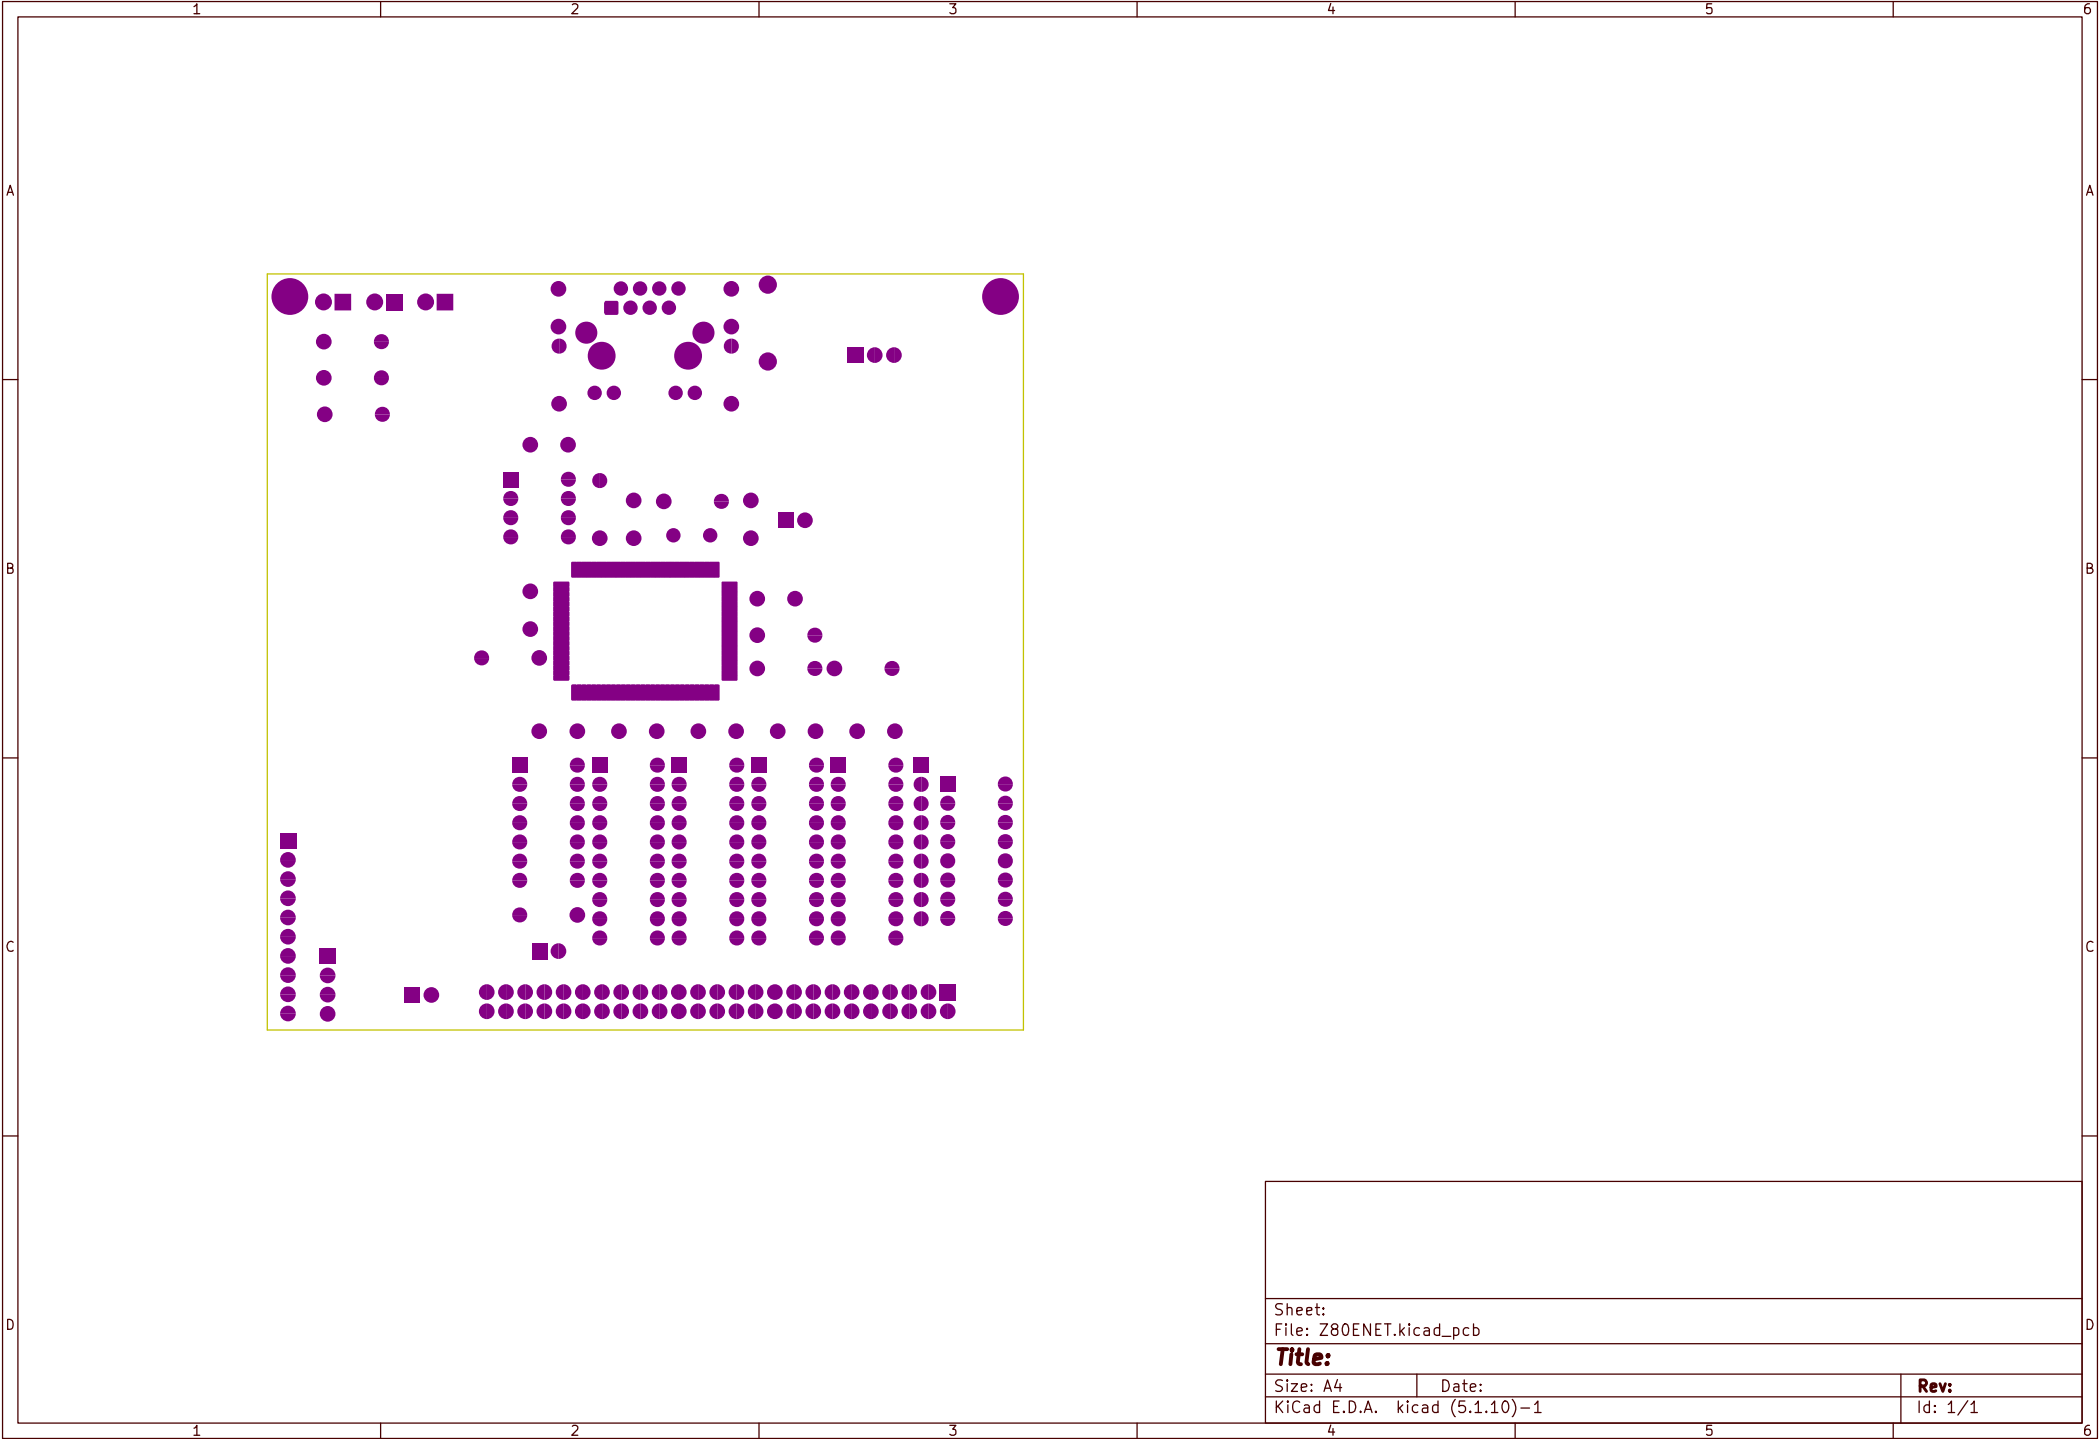 1 2 3 4 5 6
A A
B B
C C
D D
Sheet:
File: Z80ENET.kicad_pcb
Title:
Size: A4 Date: Rev:
KiCad E.D.A. kicad (5.1.10)-1 Id: 1/1
1 2 3 4 5 6